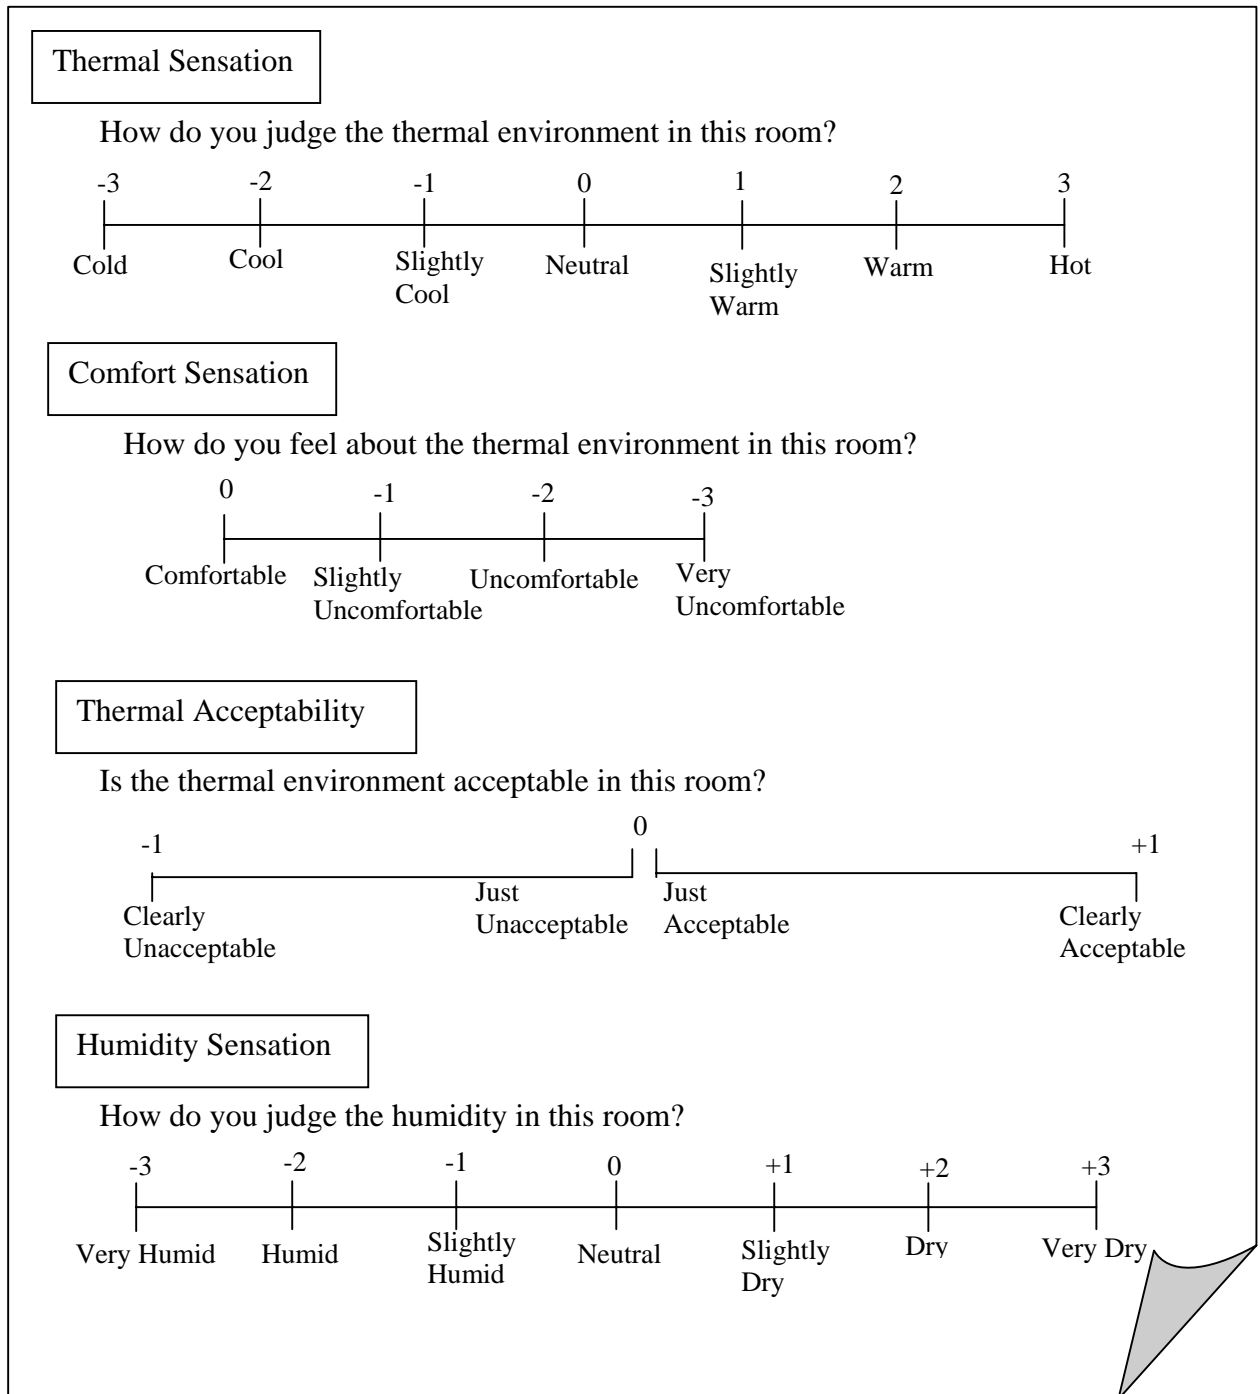 Thermal Sensation
How do you judge the thermal environment in this room?
-3 -2 -1 0 1 2 3
Cold Cool Slightly Neutral Slightly Warm Hot
Cool Warm
Comfort Sensation
How do you feel about the thermal environment in this room?
0 -1 -2 -3
Comfortable Slightly Uncomfortable Very
Uncomfortable Uncomfortable
Thermal Acceptability
Is the thermal environment acceptable in this room?
-1 0 +1
Clearly Just Just Clearly
Unacceptable Unacceptable Acceptable Acceptable
Humidity Sensation
How do you judge the humidity in this room?
-3 -2 -1 0 +1 +2 +3
Very Humid Humid Slightly Neutral Slightly Dry Very Dry
Humid Dry